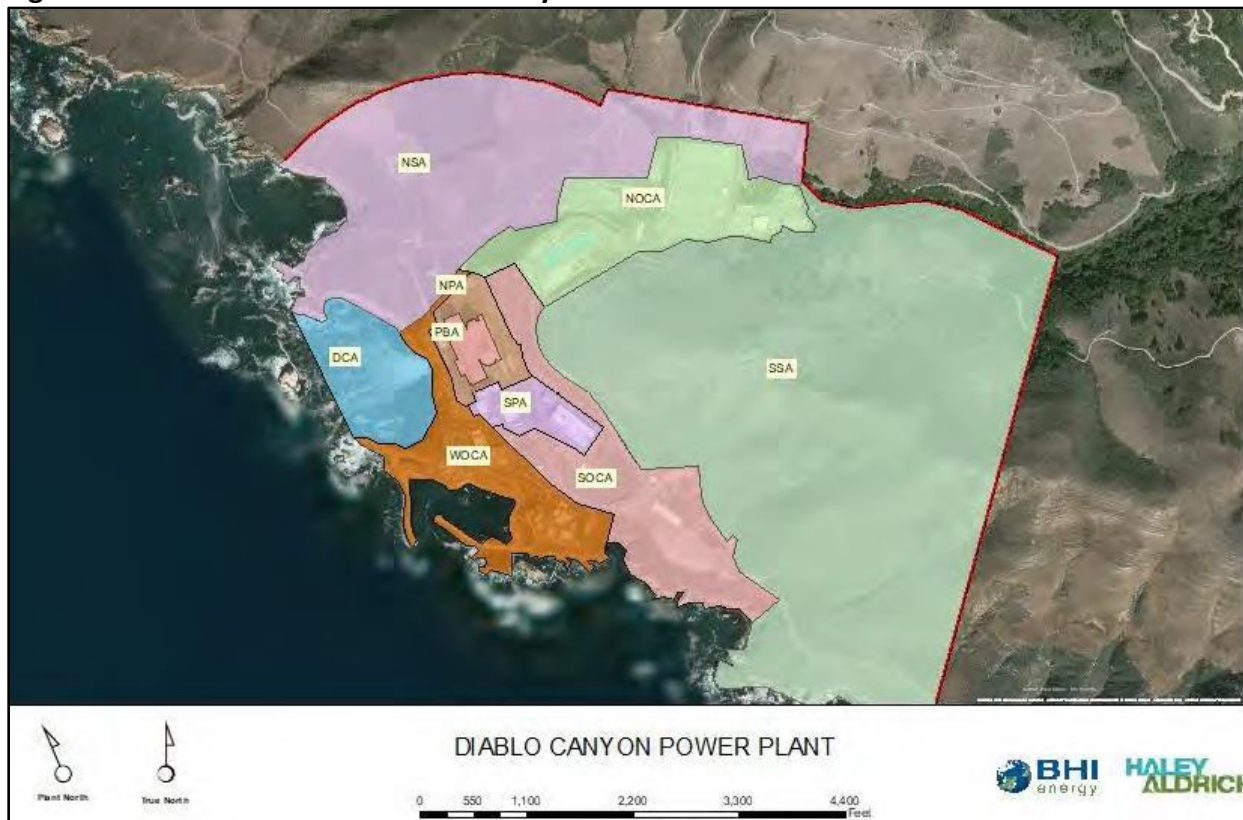 NSA
NOCA
NPA
PBA
DCA
SSA
SPA
WOCA
SOCA
DIABLO CANYON POWER PLANT
Plant North
True North
0 550 1,100 2,200 3,300 4,400
Feet
BHI
energy
HALEY
ALDRICH